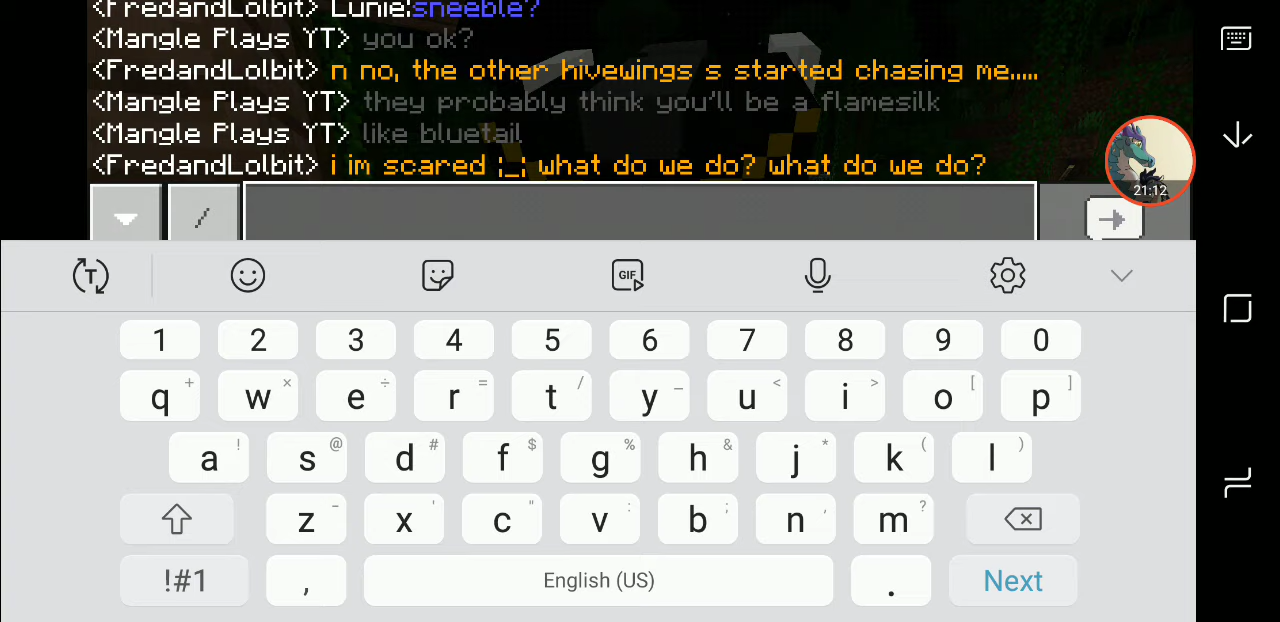 <FredandLolbit> Lunie:sneeble?
<Mangle Plays YT> you ok?
<FredandLolbit> n no, the other hivewings s started chasing me.....
<Mangle Plays YT> they probably think you'll be a flamesilk
<Mangle Plays YT> like bluetail
<FredandLolbit> i im scared ;_; what do we do? what do we do?
21:12
/
T
GIF
1 2 3 4 5 6 7 8 9 0
q + w × e ÷ r = t / y _ u < i > o [ p ]
a ! s @ d # f $ g % h & j * k ( l )
z - x ' c " v : b ; n , m ?
!#1 , English (US) . Next